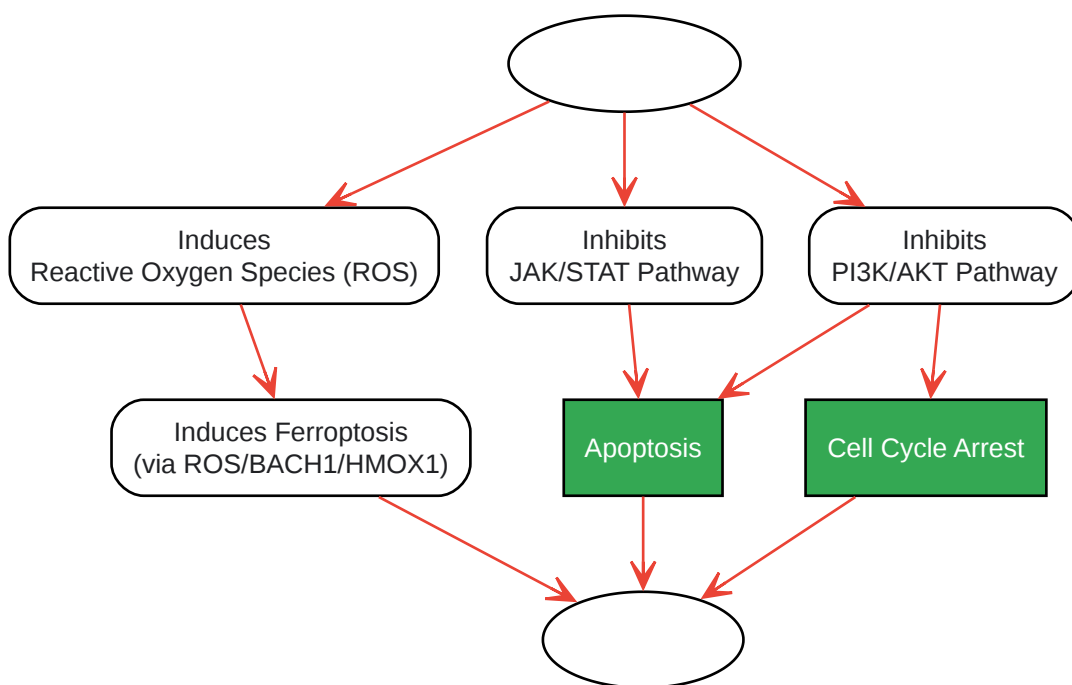 Induces
Reactive Oxygen Species (ROS)
Inhibits
JAK/STAT Pathway
Inhibits
PI3K/AKT Pathway
Induces Ferroptosis
(via ROS/BACH1/HMOX1)
Apoptosis
Cell Cycle Arrest